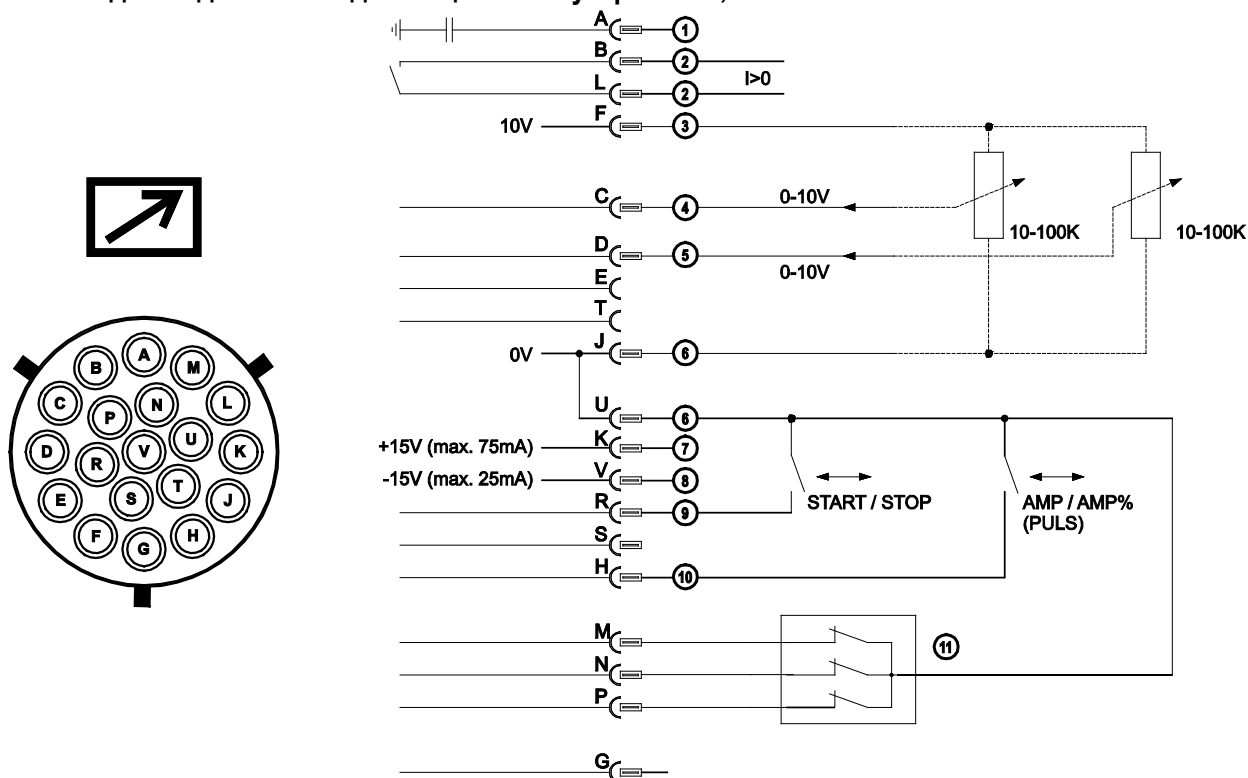 A 1
B 2
I>0
L 2
10V F 3
C 4 0-10V
10-100K
10-100K
D 5
0-10V
E
T
0V J 6
U 6
+15V (max. 75mA) K 7
-15V (max. 25mA) V 8
R 9
START / STOP
AMP / AMP%
(PULS)
S
H 10
M
11
N
P
G
A
B M
C N L
P
U
D V K
R
T
E S J
F H
G